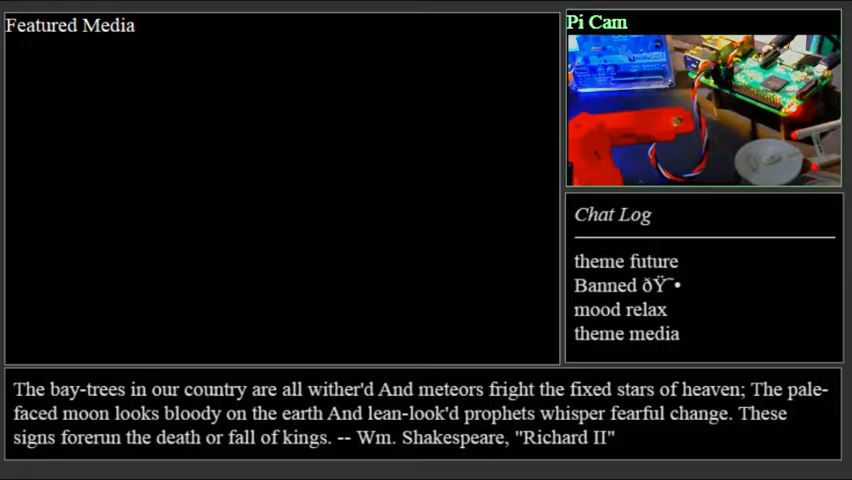 Featured Media
Pi Cam
Chat Log
theme future
Banned ðŸ˜•
mood relax
theme media
The bay-trees in our country are all wither'd And meteors fright the fixed stars of heaven; The pale-
faced moon looks bloody on the earth And lean-look'd prophets whisper fearful change. These
signs forerun the death or fall of kings. -- Wm. Shakespeare, "Richard II"